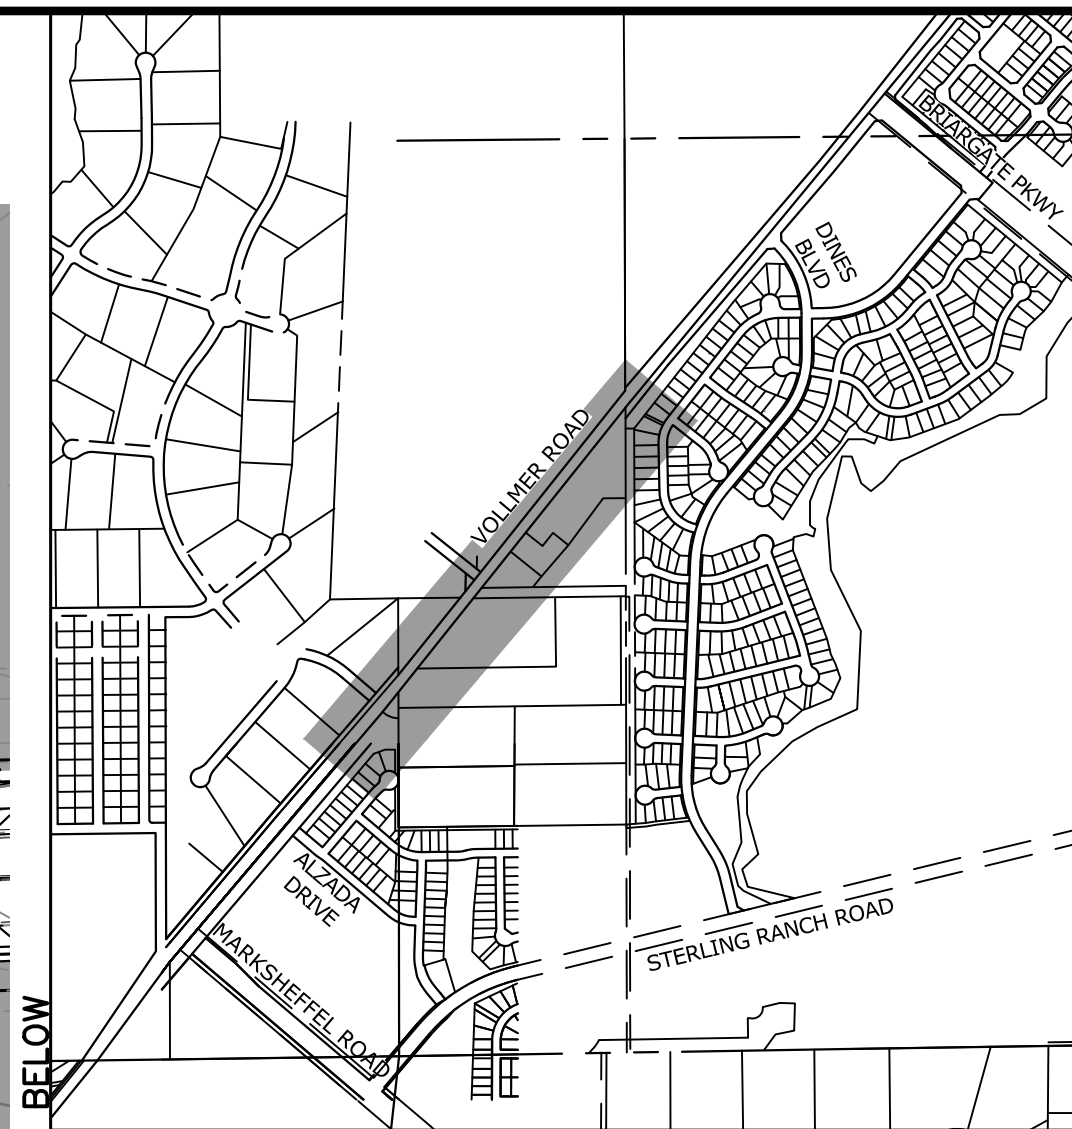 BRIARGATE PKWY
DINES
BLVD
VOLLMER ROAD
ALZADA
DRIVE
MARKSHEFFEL ROAD
STERLING RANCH ROAD
BELOW